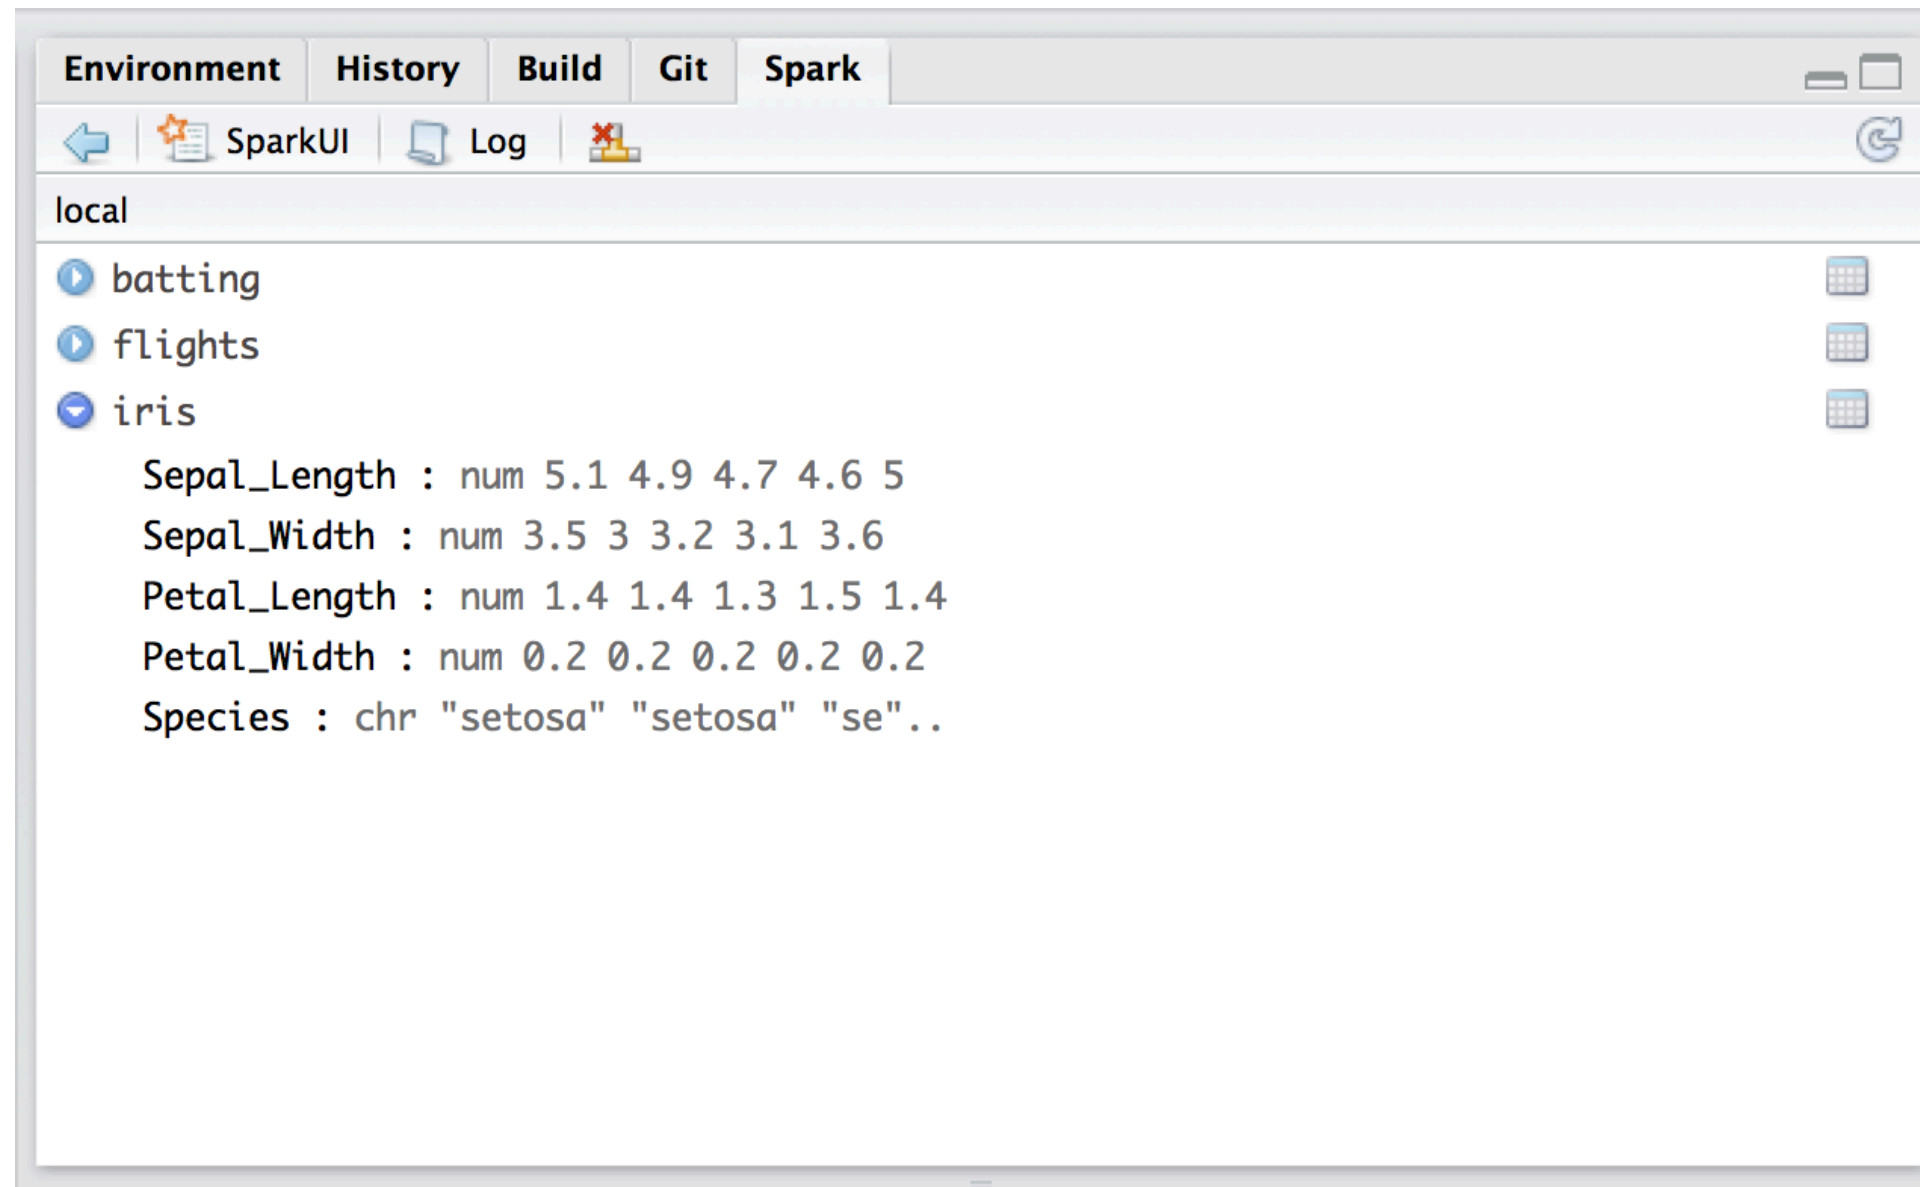 Environment History Build Git Spark
SparkUI Log
local
batting
flights
iris
Sepal_Length : num 5.1 4.9 4.7 4.6 5
Sepal_Width : num 3.5 3 3.2 3.1 3.6
Petal_Length : num 1.4 1.4 1.3 1.5 1.4
Petal_Width : num 0.2 0.2 0.2 0.2 0.2
Species : chr "setosa" "setosa" "se"..